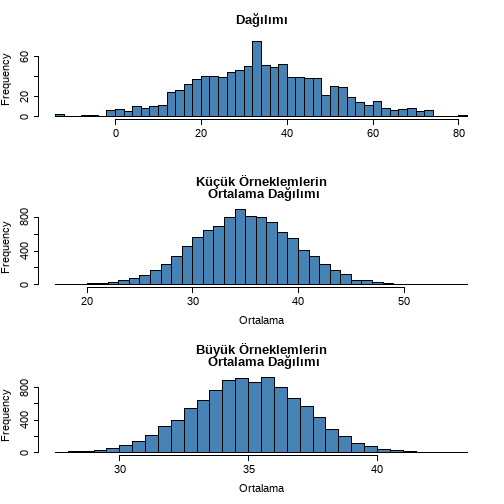 Dağılımı
Frequency
0 20 60
0 20 40 60 80
Küçük Örneklemlerin
Ortalama Dağılımı
Frequency
0 400 800
20 30 40 50
Ortalama
Büyük Örneklemlerin
Ortalama Dağılımı
Frequency
0 400 800
30 35 40
Ortalama